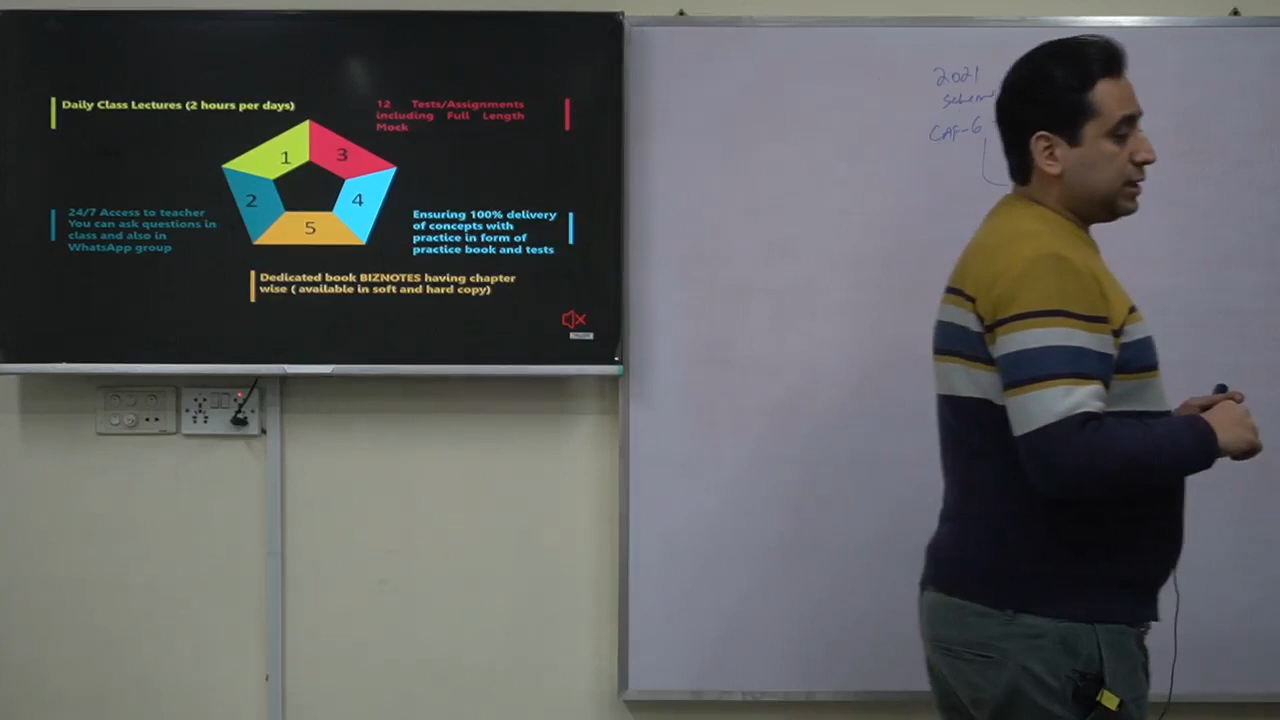 Daily Class Lectures (2 hours per days)
12 Tests/Assignments
including Full Length
Mock
1
3
2
4
5
24/7 Access to teacher
You can ask questions in
class and also in
WhatsApp group
Ensuring 100% delivery
of concepts with
practice in form of
practice book and tests
Dedicated book BIZNOTES having chapter
wise ( available in soft and hard copy)
2021
CAF-6